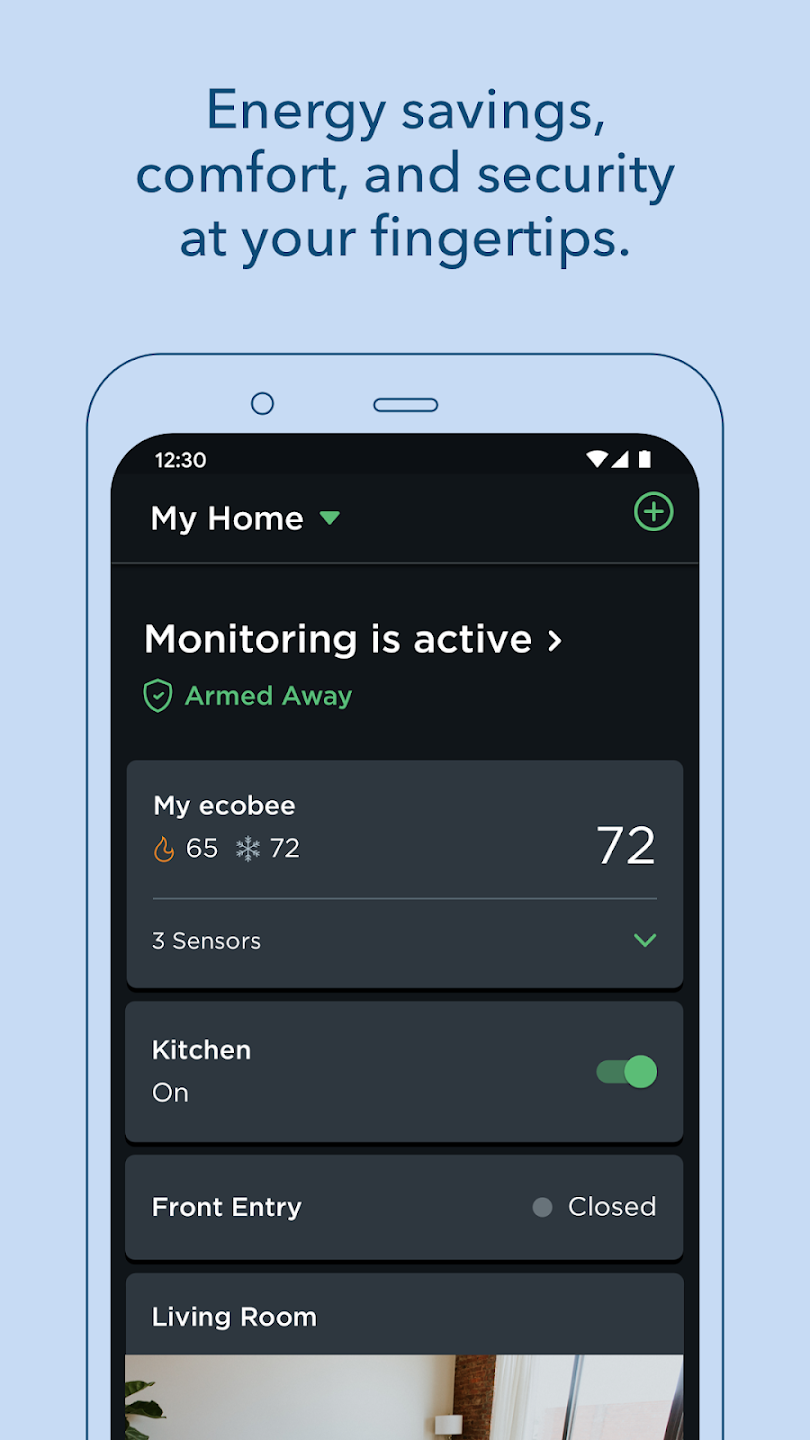 Energy savings,
comfort, and security
at your fingertips.
12:30
My Home
Monitoring is active
Armed Away
My ecobee
65 72
72
3 Sensors
Kitchen
On
Front Entry
Closed
Living Room